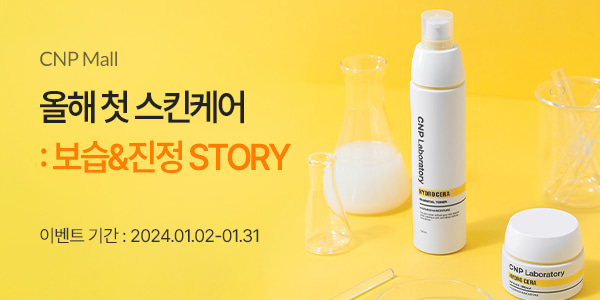 CNP Mall
올해 첫 스킨케어
: 보습&진정 STORY
이벤트 기간 : 2024.01.02-01.31
CNP Laboratory
HYDRO CERA
CNP Laboratory
HYDRO CERA